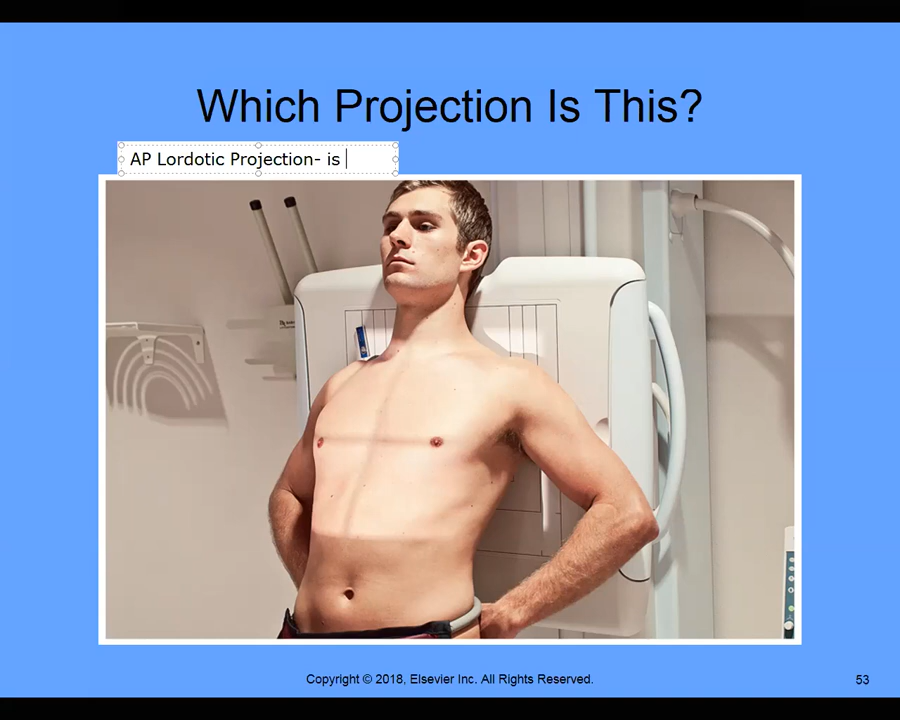 Which Projection Is This?
AP Lordotic Projection- is
Copyright © 2018, Elsevier Inc. All Rights Reserved.
53